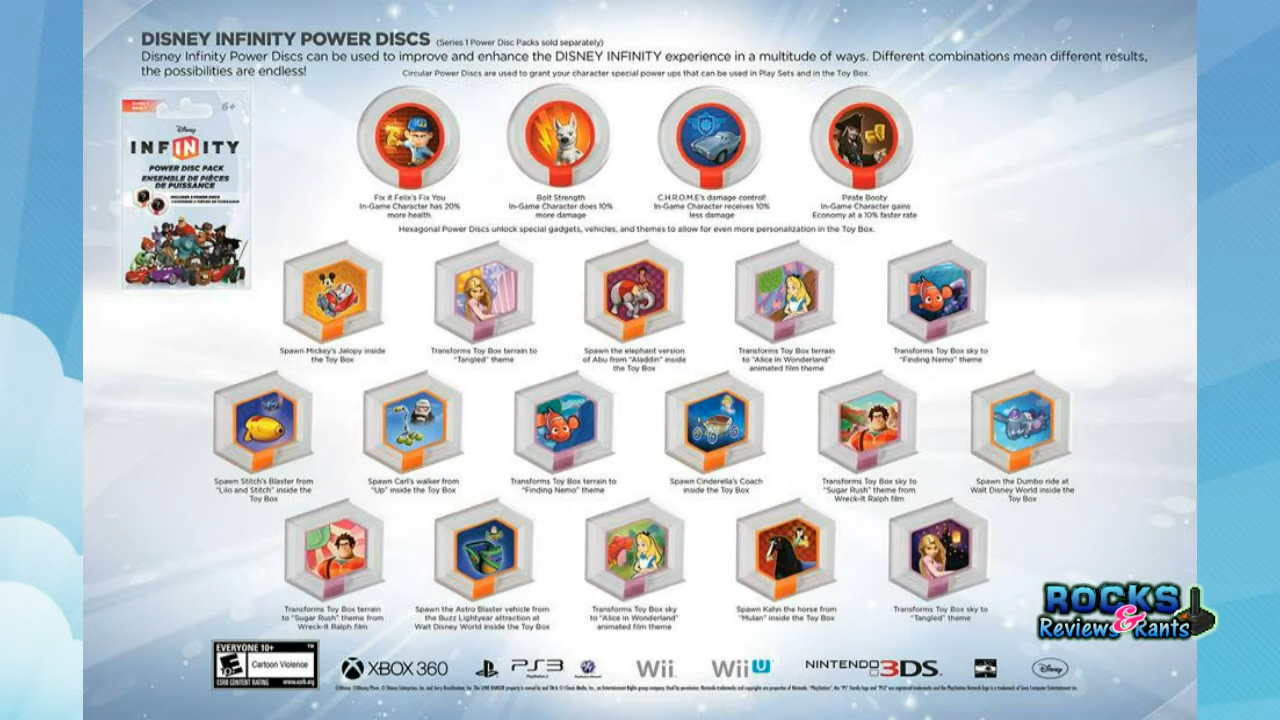 DISNEY INFINITY POWER DISCS (Series 1 Power Disc Packs sold separately)
Disney Infinity Power Discs can be used to improve and enhance the DISNEY INFINITY experience in a multitude of ways. Different combinations mean different results,
the possibilities are endless!
Circular Power Discs are used to grant your character special power ups that can be used in Play Sets and in the Toy Box.
6+
Disney
INFINITY
POWER DISC PACK
ENSEMBLE DE PIÈCES
DE PUISSANCE
Fix it Felix's Fix You
In-Game Character has 20%
more health.
Bolt Strength
In-Game Character does 10%
more damage
C.H.R.O.M.E's damage control!
In-Game Character receives 10%
less damage
Pirate Booty
In-Game Character gains
Economy at a 10% faster rate
Hexagonal Power Discs unlock special gadgets, vehicles, and themes to allow for even more personalization in the Toy Box.
Spawn Mickey's Jalopy inside
the Toy Box
Transforms Toy Box terrain to
"Tangled" theme
Spawn the elephant version
of Abu from "Aladdin" inside
the Toy Box
Transforms Toy Box terrain
to "Alice in Wonderland"
animated film theme
Transforms Toy Box sky to
"Finding Nemo" theme
Spawn Stitch's Blaster from
"Lilo and Stitch" inside the
Toy Box
Spawn Carl's walker from
"Up" inside the Toy Box
Transforms Toy Box terrain to
"Finding Nemo" theme
Spawn Cinderella's Coach
inside the Toy Box
Transforms Toy Box sky to
"Sugar Rush" theme from
Wreck-It Ralph film
Spawn the Dumbo ride at
Walt Disney World inside the
Toy Box
Transforms Toy Box terrain
to "Sugar Rush" theme from
Wreck-It Ralph film
Spawn the Astro Blaster vehicle from
the Buzz Lightyear attraction at
Walt Disney World inside the Toy Box
Transforms Toy Box sky
to "Alice in Wonderland"
animated film theme
Spawn Kahn the horse from
"Mulan" inside the Toy Box
Transforms Toy Box sky to
"Tangled" theme
ROCKS
Reviews & Rants
EVERYONE 10+
E
Cartoon Violence
ESRB CONTENT RATING www.esrb.org
XBOX 360
PS3
Wii
Wii U
NINTENDO 3DS
Disney